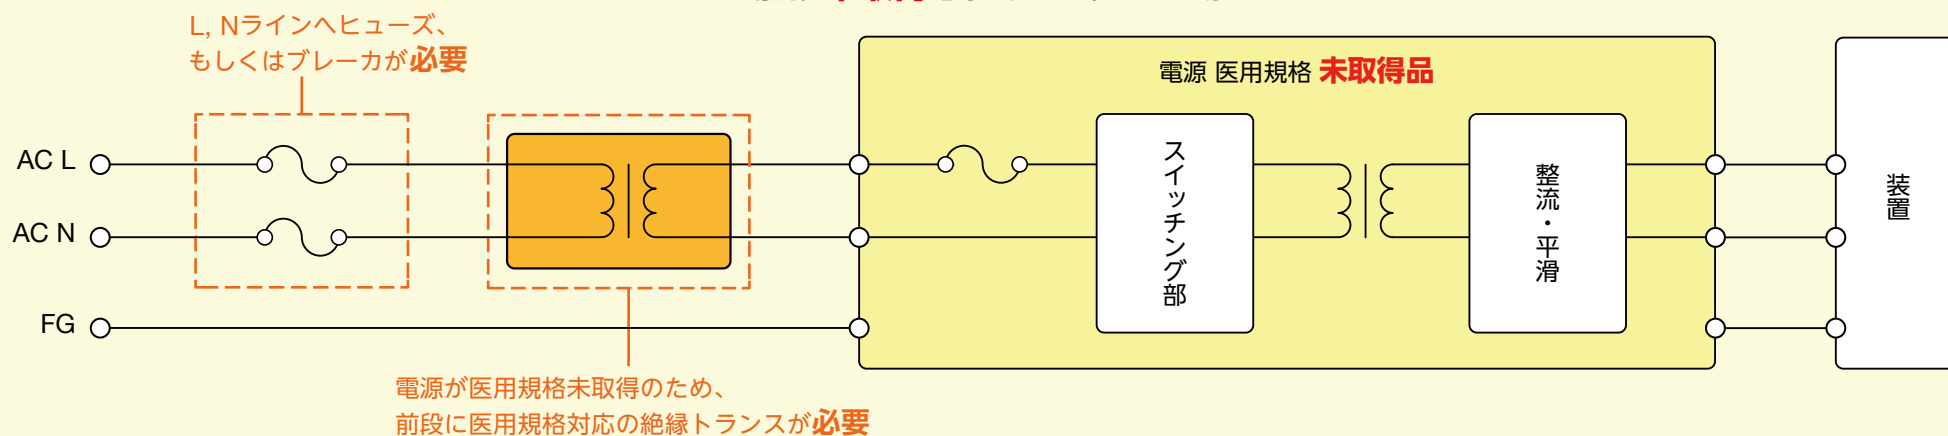 L, Nラインへヒューズ、
もしくはブレーカが必要
電源 医用規格 未取得品
AC L
AC N
FG
スイッチング部
整流・平滑
装置
電源が医用規格未取得のため、
前段に医用規格対応の絶縁トランスが必要